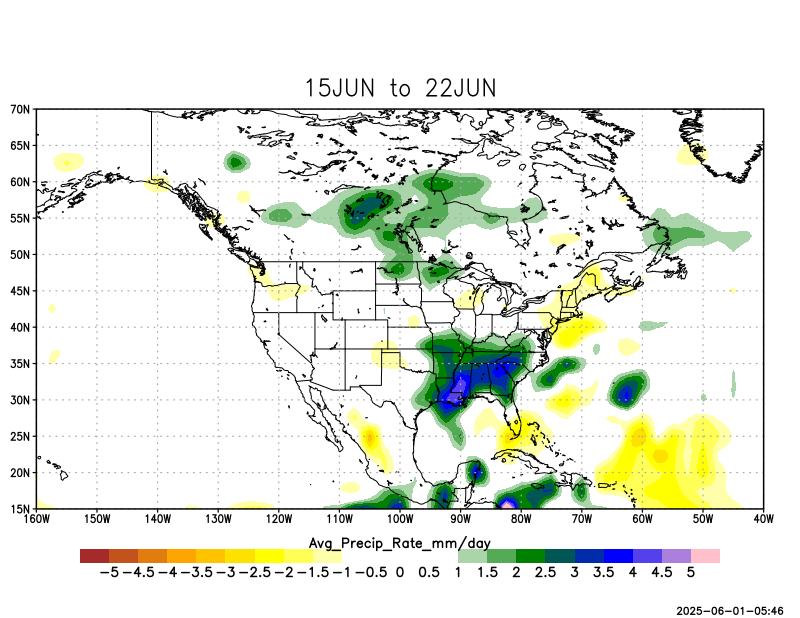 15JUN to 22JUN
70N
65N
60N
55N
50N
45N
40N
35N
30N
25N
20N
15N
160W 150W 140W 130W 120W 110W 100W 90W 80W 70W 60W 50W 40W
Avg_Precip_Rate_mm/day
-5 -4.5 -4 -3.5 -3 -2.5 -2 -1.5 -1 -0.5 0 0.5 1 1.5 2 2.5 3 3.5 4 4.5 5
2025-06-01-05:46